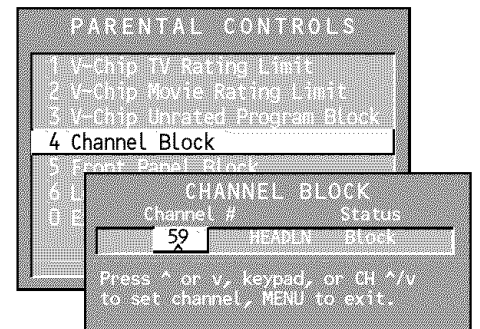 PARENTAL CONTROLS
1 V-Chip TV Rating Limit
2 V-Chip Movie Rating Limit
3 V-Chip Unrated Program Block
4 Channel Block
5 Front Panel Block
6 L
0 E
CHANNEL BLOCK
Channel # Status
59 HEADLN Block
Press ^ or v, keypad, or CH ^/v
to set channel, MENU to exit.